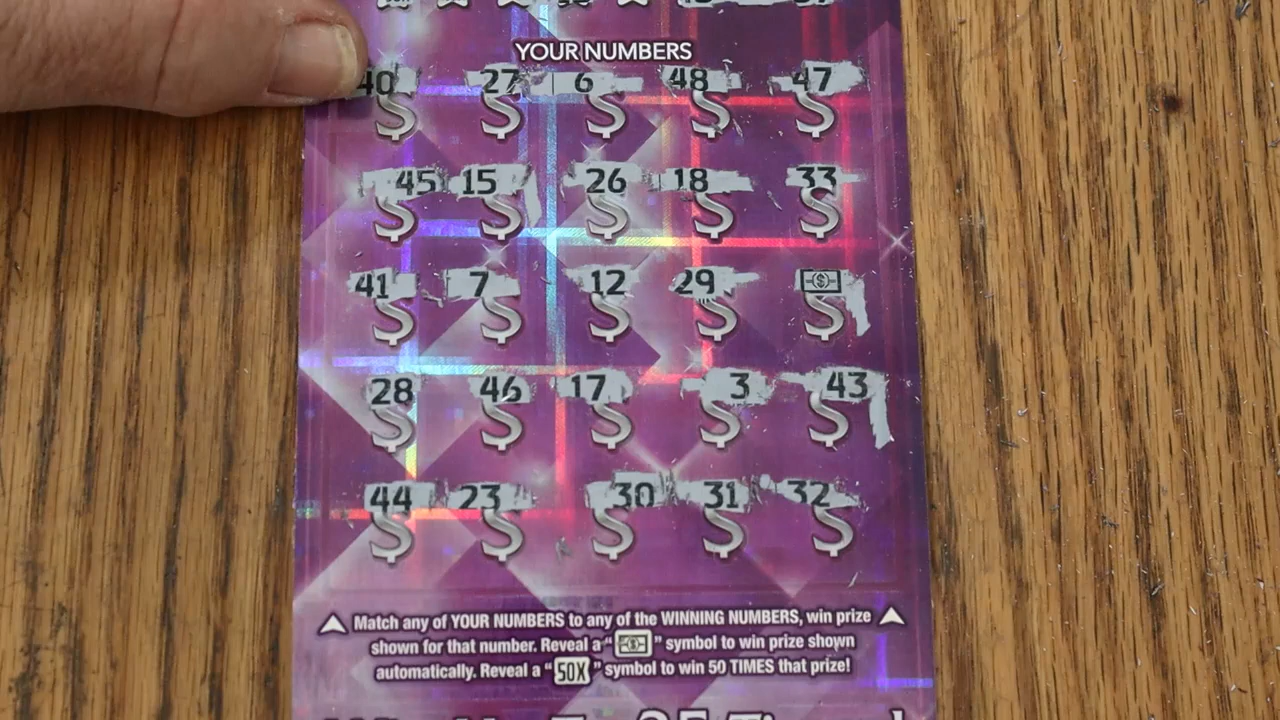 YOUR NUMBERS
40 27 6 48 47
$ $ $ $ $
45 15 26 18 33
$ $ $ $ $
41 7 12 29 $
$ $ $ $ $
28 46 17 3 43
$ $ $ $ $
44 23 30 31 32
$ $ $ $ $
Match any of YOUR NUMBERS to any of the WINNING NUMBERS, win prize
shown for that number. Reveal a "$" symbol to win prize shown
automatically. Reveal a "50X" symbol to win 50 TIMES that prize!